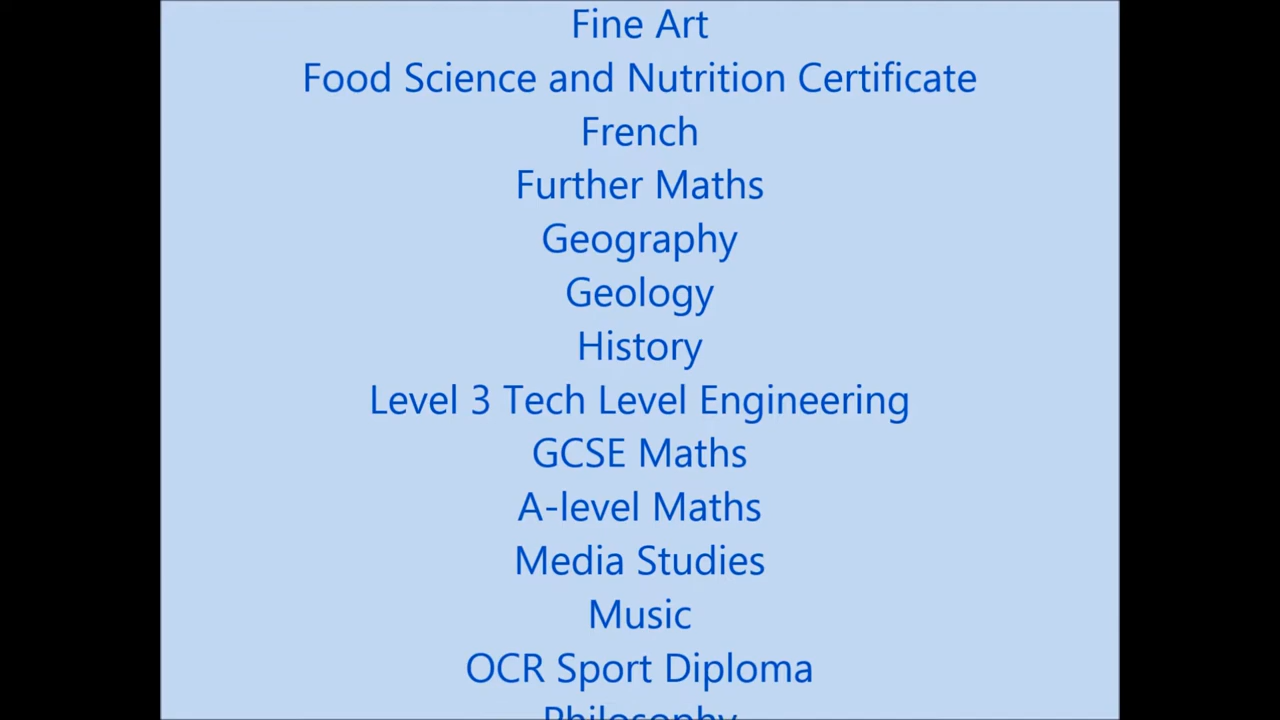 Fine Art
Food Science and Nutrition Certificate
French
Further Maths
Geography
Geology
History
Level 3 Tech Level Engineering
GCSE Maths
A-level Maths
Media Studies
Music
OCR Sport Diploma
Philosophy